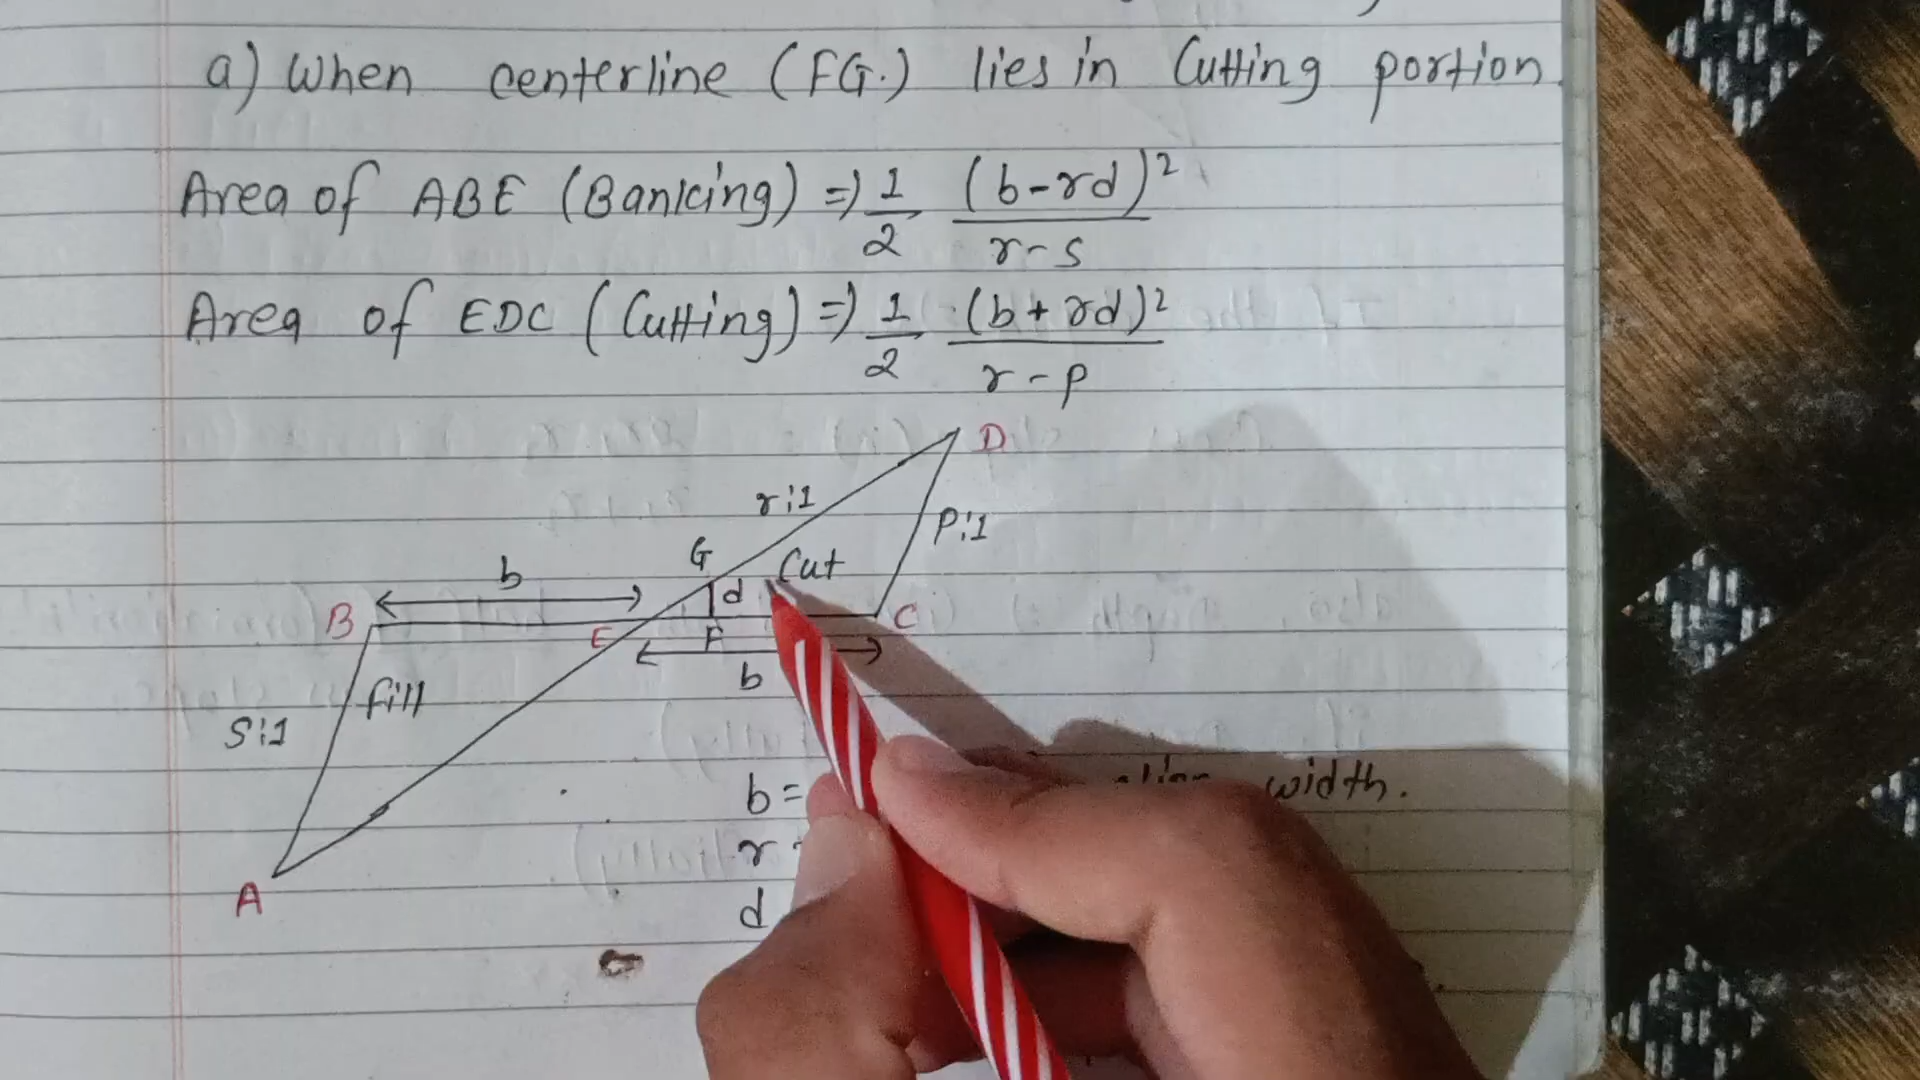 a) When centerline (FG.) lies in Cutting portion.
Area of ABE (Banking) => 1/2 (b-rd)²/r-s
Area of EDC (Cutting) => 1/2 (b+rd)²/r-p
D
r:1
P:1
G
Cut
b
d
B
E
F
C
b
fill
S:1
b= width.
r
A
d